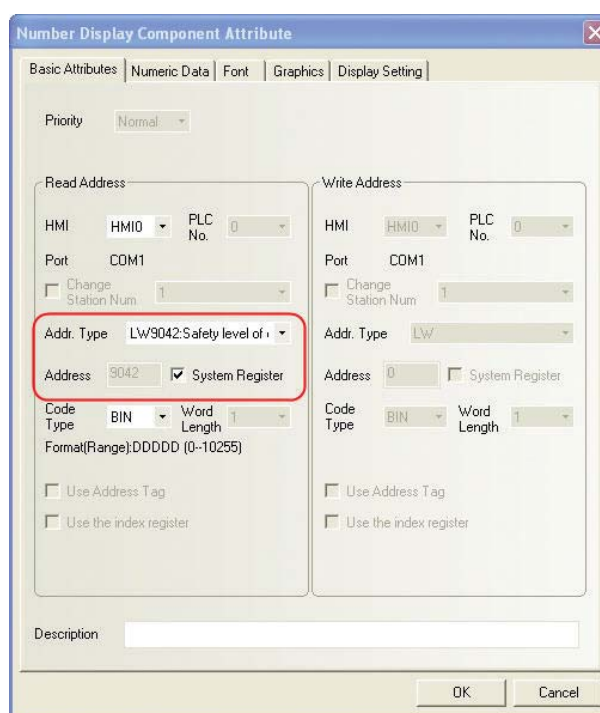 Number Display Component Attribute
Basic Attributes Numeric Data Font Graphics Display Setting
Priority Normal
Read Address
HMI HMI0 PLC No. 0
Port COM1
Change Station Num 1
Addr. Type LW9042:Safety level of
Address 9042 System Register
Code Type BIN Word Length 1
Format(Range):DDDDD (0--10255)
Use Address Tag
Use the index register
Write Address
HMI HMI0 PLC No. 0
Port COM1
Change Station Num 1
Addr. Type LW
Address 0 System Register
Code Type BIN Word Length 1
Use Address Tag
Use the index register
Description
OK Cancel